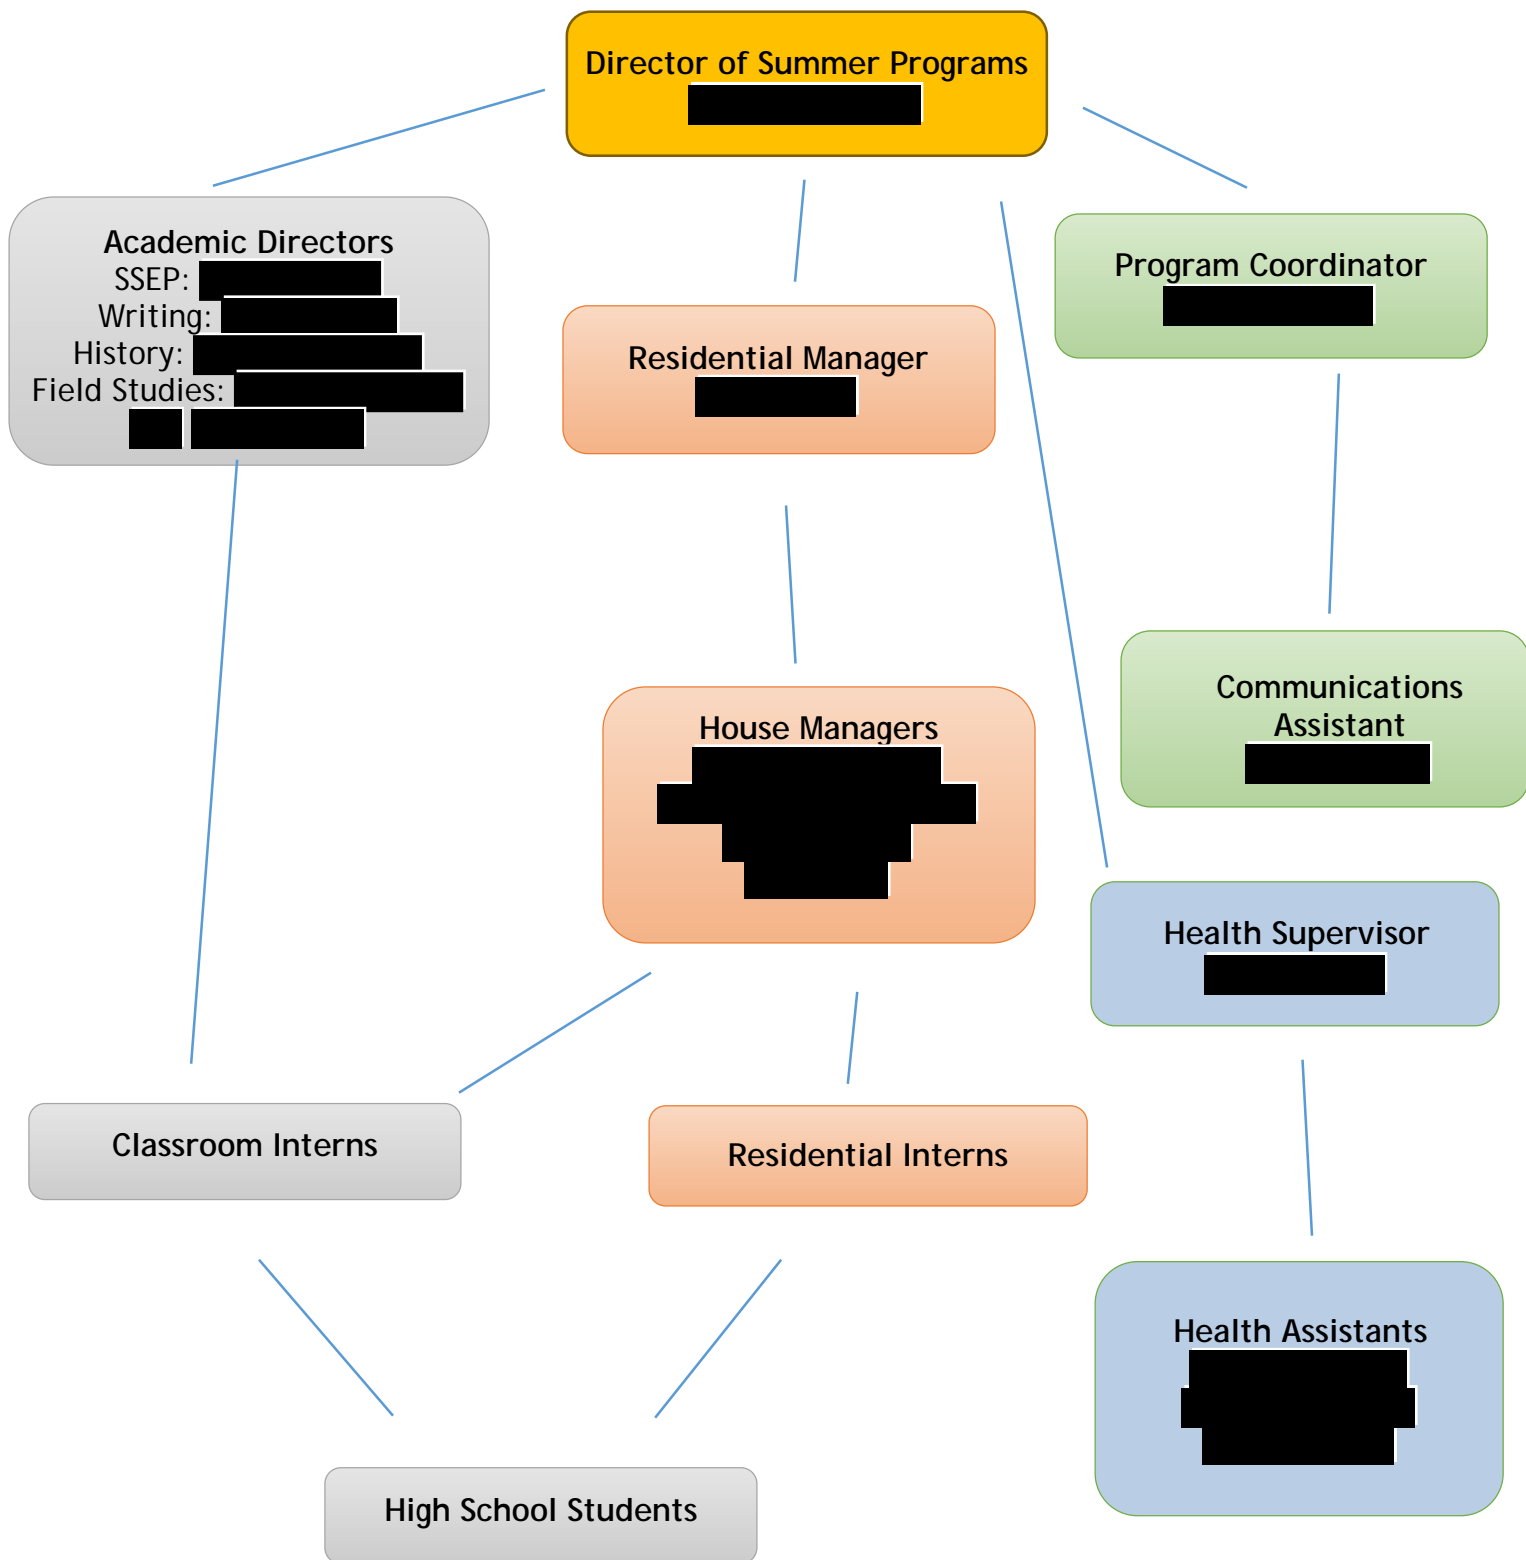 Director of Summer Programs
Academic Directors
SSEP:
Writing:
History:
Field Studies:
Program Coordinator
Residential Manager
House Managers
Communications
Assistant
Health Supervisor
Classroom Interns
Residential Interns
Health Assistants
High School Students